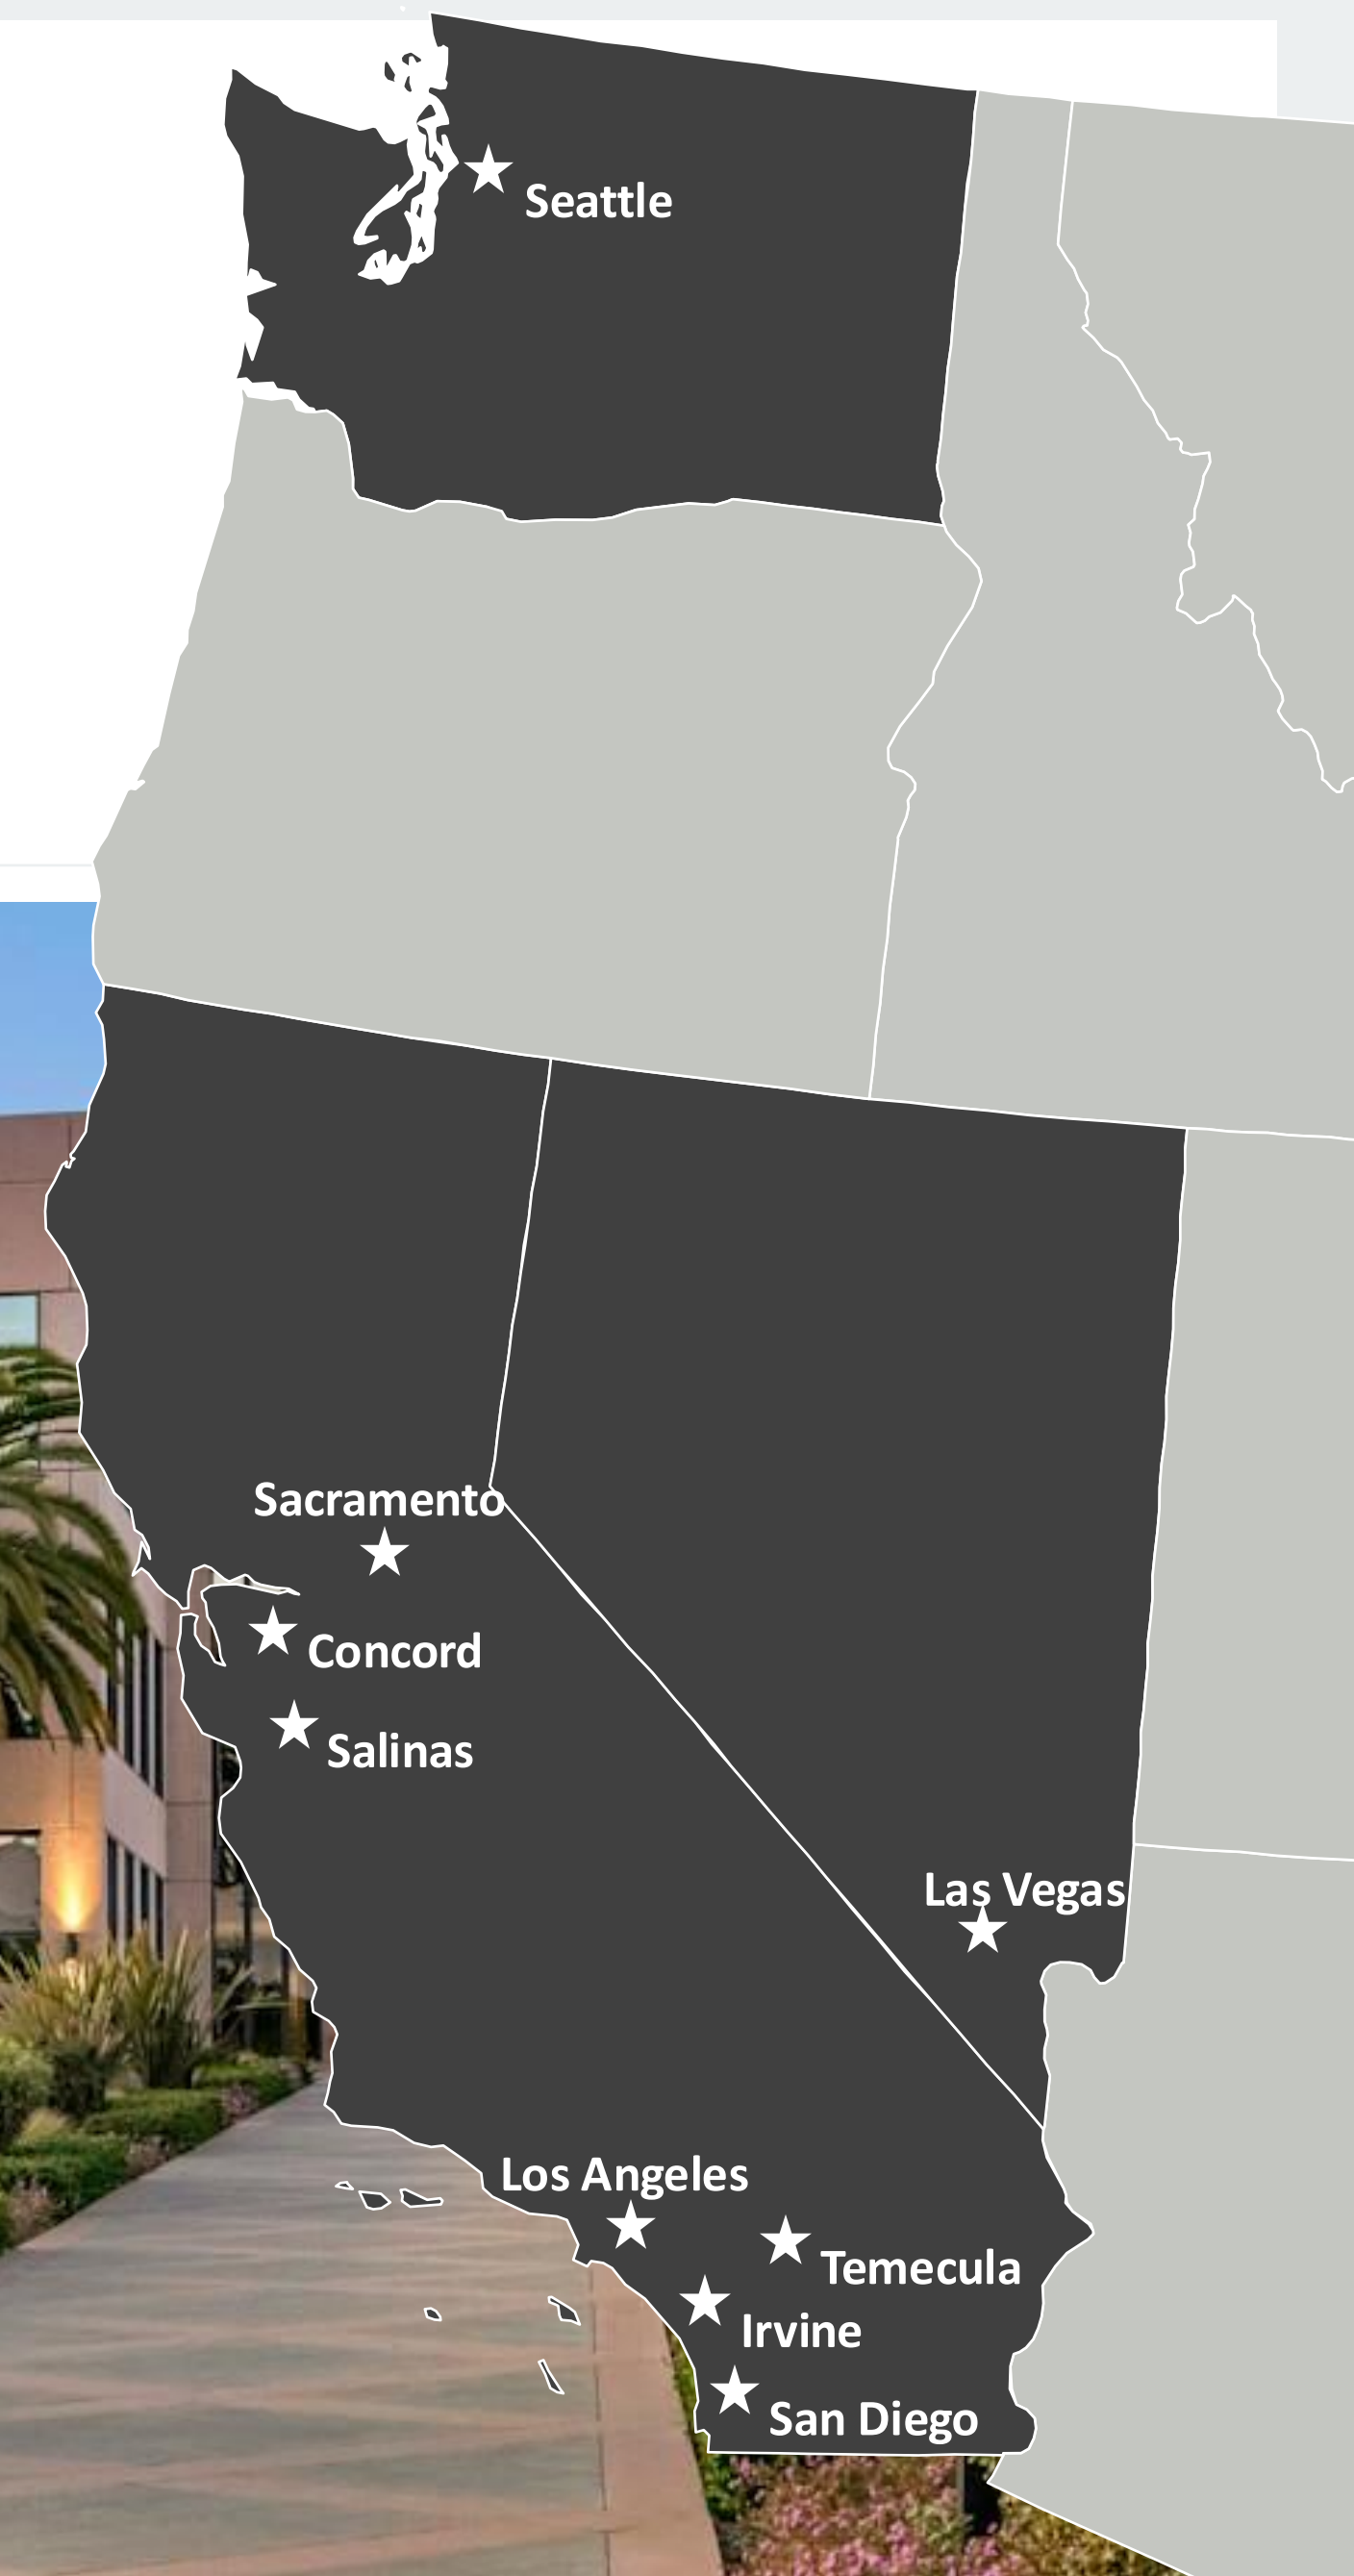 Seattle
Sacramento
Concord
Salinas
Las Vegas
Los Angeles
Temecula
Irvine
San Diego